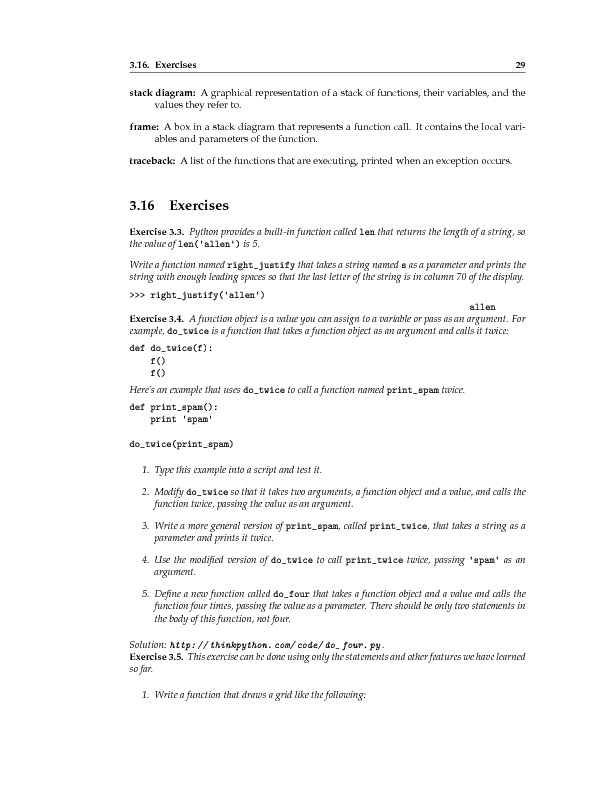 3.16. Exercises 29
stack diagram: A graphical representation of a stack of functions, their variables, and the
values they refer to.
frame: A box in a stack diagram that represents a function call. It contains the local vari-
ables and parameters of the function.
traceback: A list of the functions that are executing, printed when an exception occurs.
3.16 Exercises
Exercise 3.3. Python provides a built-in function called len that returns the length of a string, so
the value of len('allen') is 5.
Write a function named right_justify that takes a string named s as a parameter and prints the
string with enough leading spaces so that the last letter of the string is in column 70 of the display.
>>> right_justify('allen')
allen
Exercise 3.4. A function object is a value you can assign to a variable or pass as an argument. For
example, do_twice is a function that takes a function object as an argument and calls it twice:
def do_twice(f):
    f()
    f()
Here's an example that uses do_twice to call a function named print_spam twice.
def print_spam():
    print 'spam'
do_twice(print_spam)
1. Type this example into a script and test it.
2. Modify do_twice so that it takes two arguments, a function object and a value, and calls the
function twice, passing the value as an argument.
3. Write a more general version of print_spam, called print_twice, that takes a string as a
parameter and prints it twice.
4. Use the modified version of do_twice to call print_twice twice, passing 'spam' as an
argument.
5. Define a new function called do_four that takes a function object and a value and calls the
function four times, passing the value as a parameter. There should be only two statements in
the body of this function, not four.
Solution: http://thinkpython.com/code/do_four.py.
Exercise 3.5. This exercise can be done using only the statements and other features we have learned
so far.
1. Write a function that draws a grid like the following: